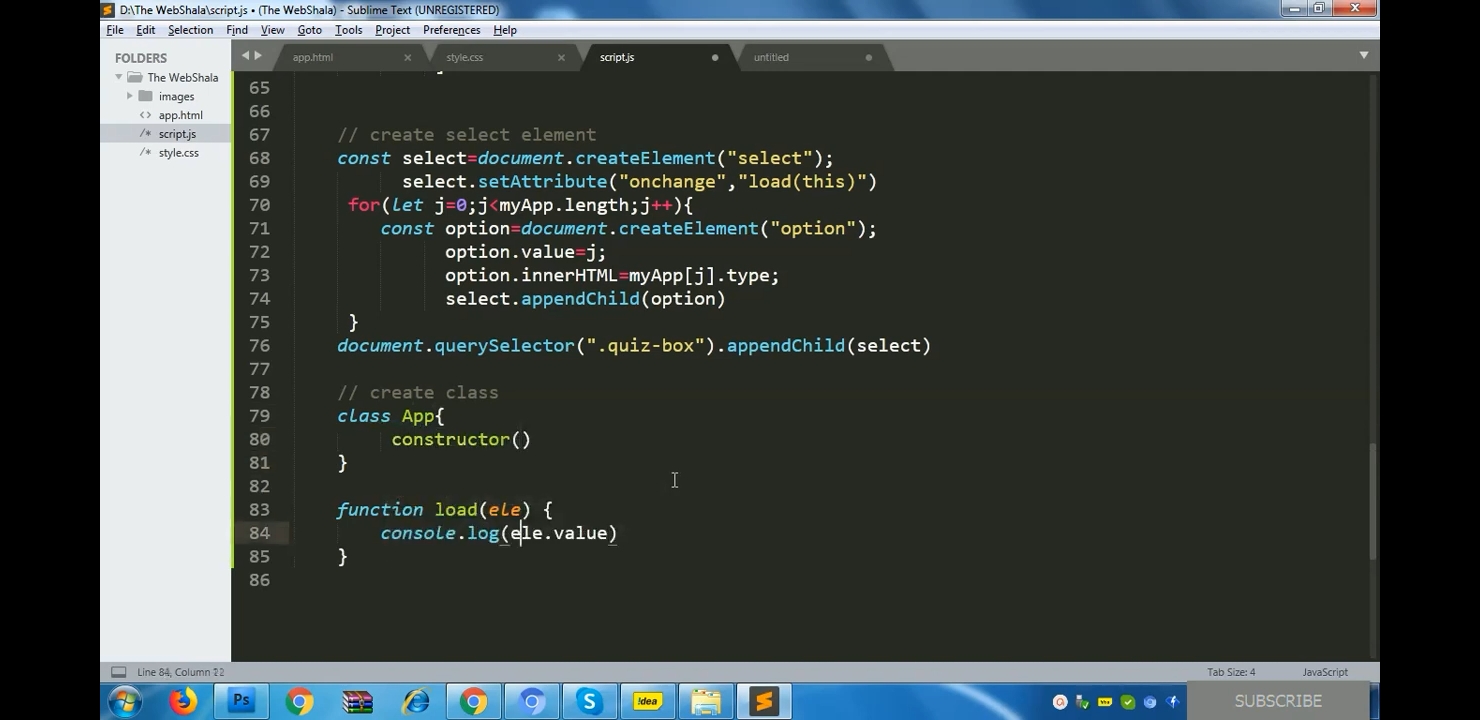 D:\The WebShala\script.js • (The WebShala) - Sublime Text (UNREGISTERED)
File Edit Selection Find View Goto Tools Project Preferences Help
FOLDERS
The WebShala
images
app.html
script.js
style.css
app.html style.css script.js untitled
65
66
67 // create select element
68 const select=document.createElement("select");
69 select.setAttribute("onchange","load(this)")
70 for(let j=0;j<myApp.length;j++){
71 const option=document.createElement("option");
72 option.value=j;
73 option.innerHTML=myApp[j].type;
74 select.appendChild(option)
75 }
76 document.querySelector(".quiz-box").appendChild(select)
77
78 // create class
79 class App{
80 constructor()
81 }
82
83 function load(ele) {
84 console.log(ele.value)
85 }
86
Line 84, Column 12 Tab Size: 4 JavaScript
Ps !dea
SUBSCRIBE